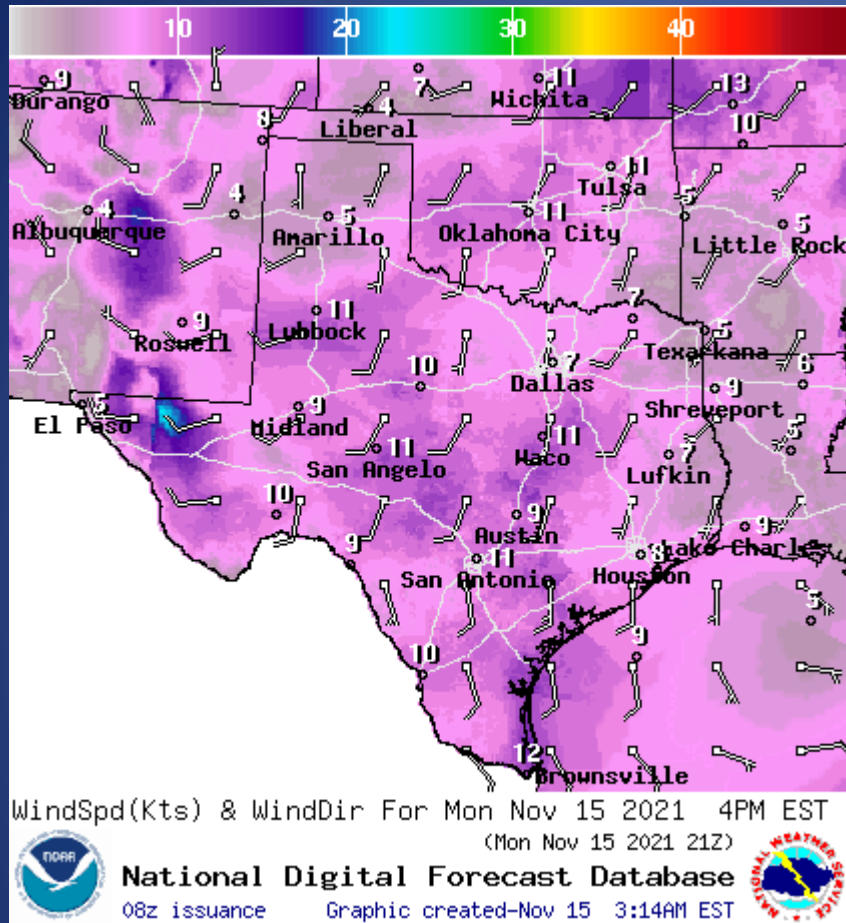 10 20 30 40
9 7 11 13
Durango Wichita
4
Liberal
8 10
11
Tulsa
4 4 5 11 5 5
Albuquerque Amarillo Oklahoma City Little Rock
9 11 7 5
Roswell Lubbock Texarkana
10 7 6
Dallas
5 9 9
El Paso Midland Shreveport
11 11 7 5
San Angelo Waco Lufkin
10 9 9
Austin
9 11 8 Lake Charles
San Antonio Houston
5
9
10
12
Brownsville
WindSpd(Kts) & WindDir For Mon Nov 15 2021 4PM EST
(Mon Nov 15 2021 21Z)
NOAA
National Digital Forecast Database
08z issuance Graphic created-Nov 15 3:14AM EST
NATIONAL WEATHER SERVICE